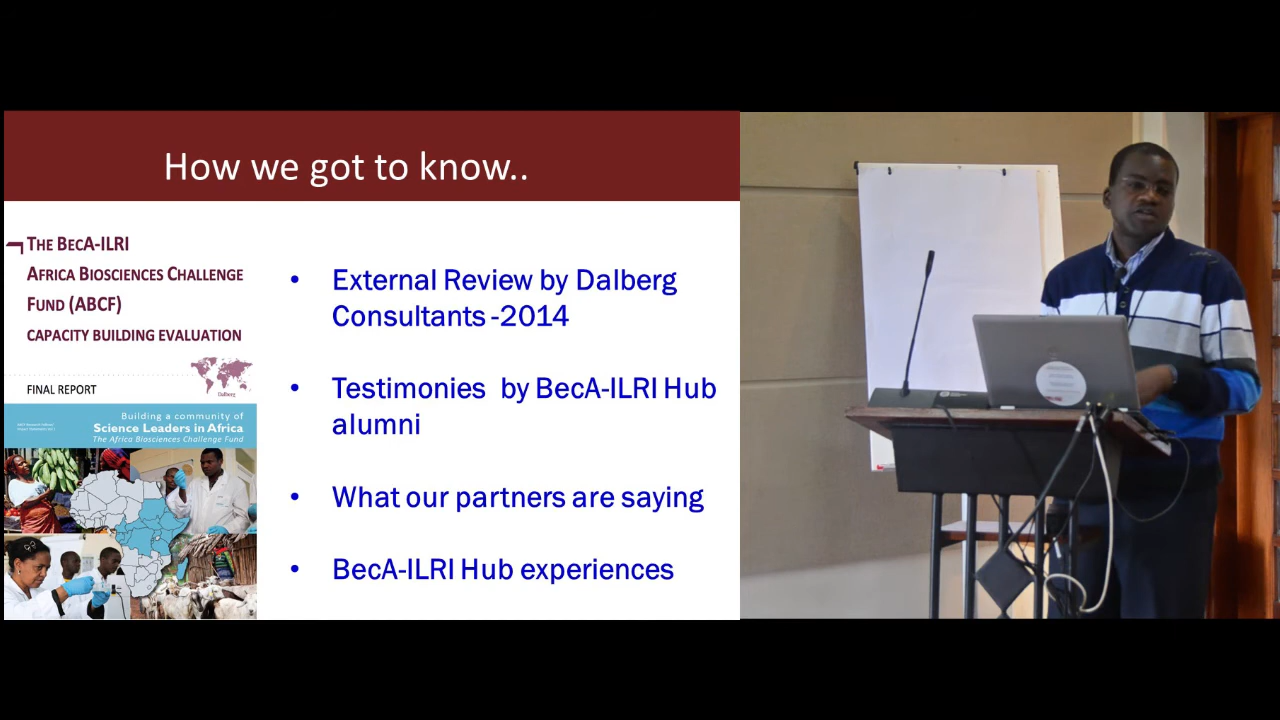 How we got to know..
THE BECA-ILRI
AFRICA BIOSCIENCES CHALLENGE
FUND (ABCF)
CAPACITY BUILDING EVALUATION
FINAL REPORT
Dalberg
Building a community of
Science Leaders in Africa
The Africa Biosciences Challenge Fund
• External Review by Dalberg
Consultants -2014
• Testimonies by BecA-ILRI Hub
alumni
• What our partners are saying
• BecA-ILRI Hub experiences